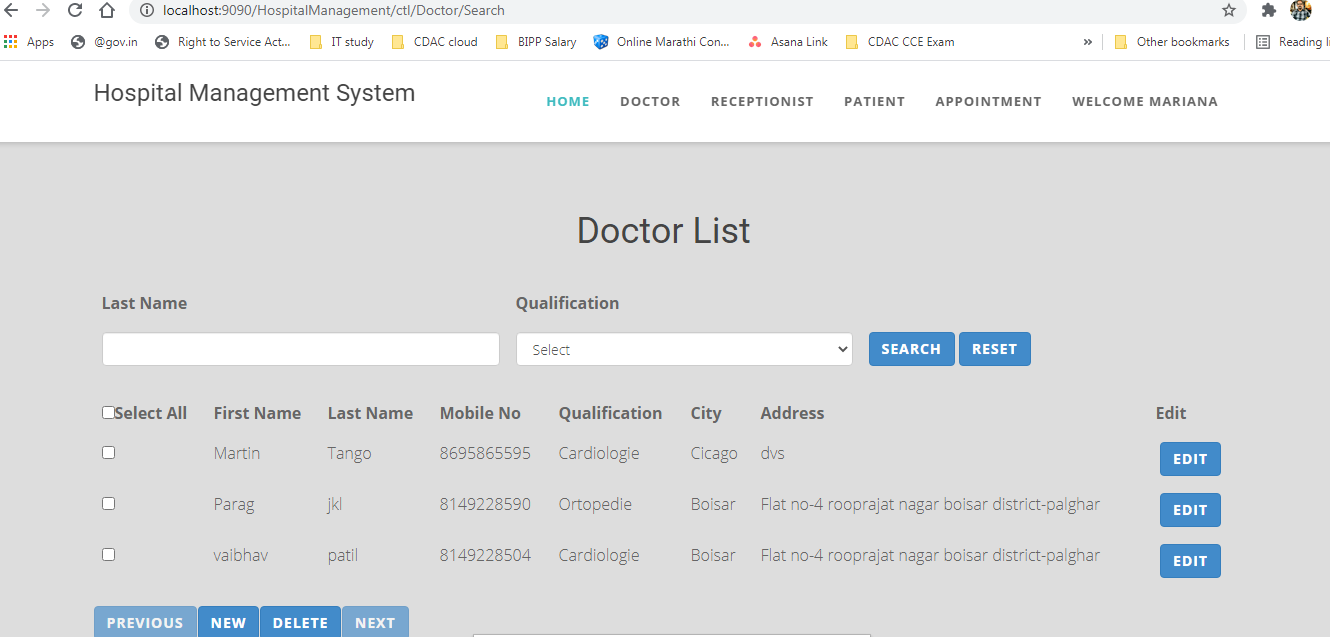 localhost:9090/HospitalManagement/ctl/Doctor/Search
Apps @gov.in Right to Service Act... IT study CDAC cloud BIPP Salary Online Marathi Con... Asana Link CDAC CCE Exam » Other bookmarks Reading li
Hospital Management System HOME DOCTOR RECEPTIONIST PATIENT APPOINTMENT WELCOME MARIANA
Doctor List
Last Name Qualification
Select SEARCH RESET
Select All First Name Last Name Mobile No Qualification City Address Edit
Martin Tango 8695865595 Cardiologie Cicago dvs EDIT
Parag jkl 8149228590 Ortopedie Boisar Flat no-4 rooprajat nagar boisar district-palghar EDIT
vaibhav patil 8149228504 Cardiologie Boisar Flat no-4 rooprajat nagar boisar district-palghar EDIT
PREVIOUS NEW DELETE NEXT